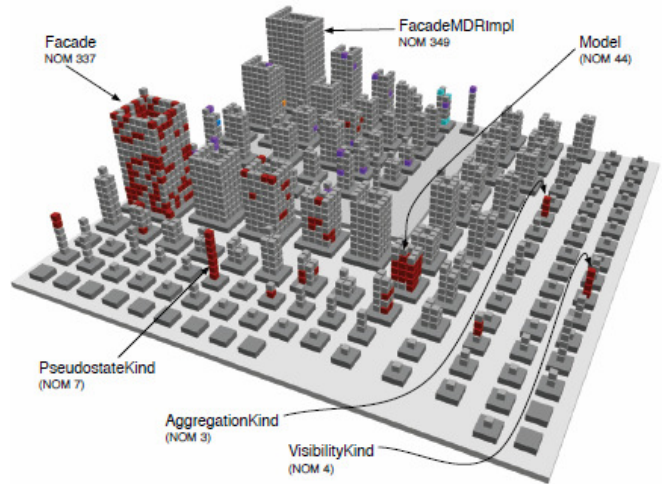 FacadeMDRImpl
NOM 349
Facade
NOM 337
Model
(NOM 44)
PseudostateKind
(NOM 7)
AggregationKind
(NOM 3)
VisibilityKind
(NOM 4)